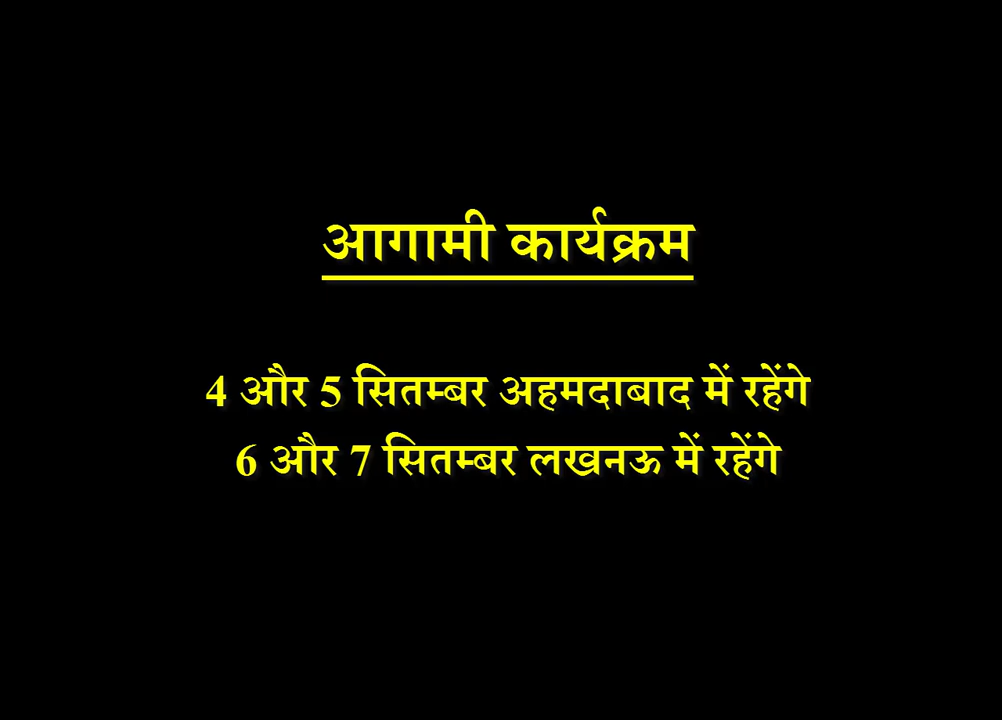 आगामी कार्यक्रम
4 और 5 सितम्बर अहमदाबाद में रहेंगे
6 और 7 सितम्बर लखनऊ में रहेंगे